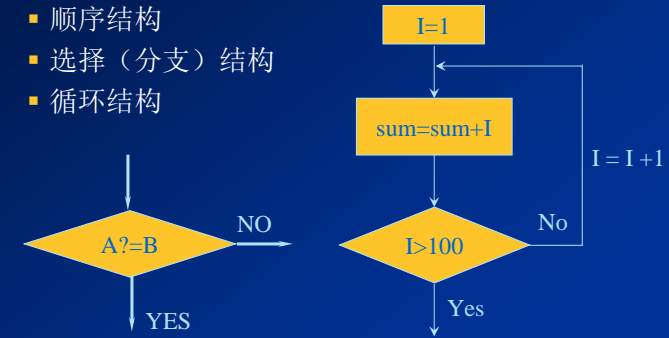 顺序结构
选择（分支）结构
循环结构
I=1
sum=sum+I
I = I +1
I>100
No
Yes
A?=B
NO
YES